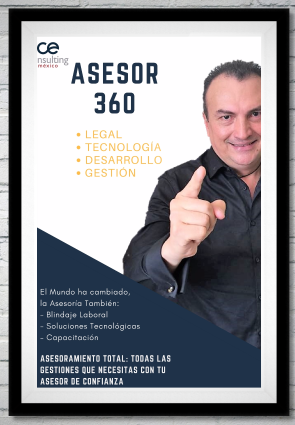 ce
nsulting
méxico
ASESOR
360
• LEGAL
• TECNOLOGÍA
• DESARROLLO
• GESTIÓN
El Mundo ha cambiado,
la Asesoría También:
- Blindaje Laboral
- Soluciones Tecnológicas
- Capacitación
ASESORAMIENTO TOTAL: TODAS LAS
GESTIONES QUE NECESITAS CON TU
ASESOR DE CONFIANZA